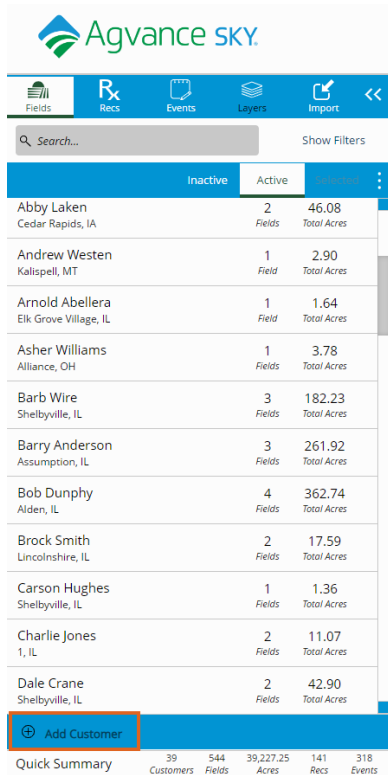 Agvance SKY.
Fields Recs Events Layers Import
Search... Show Filters
Inactive Active Selected
Abby Laken 2 46.08
Cedar Rapids, IA Fields Total Acres
Andrew Westen 1 2.90
Kalispell, MT Field Total Acres
Arnold Abellera 1 1.64
Elk Grove Village, IL Field Total Acres
Asher Williams 1 3.78
Alliance, OH Fields Total Acres
Barb Wire 3 182.23
Shelbyville, IL Fields Total Acres
Barry Anderson 3 261.92
Assumption, IL Fields Total Acres
Bob Dunphy 4 362.74
Alden, IL Fields Total Acres
Brock Smith 2 17.59
Lincolnshire, IL Fields Total Acres
Carson Hughes 1 1.36
Shelbyville, IL Fields Total Acres
Charlie Jones 2 11.07
1, IL Fields Total Acres
Dale Crane 2 42.90
Shelbyville, IL Fields Total Acres
Add Customer
Quick Summary 39 544 39,227.25 141 318
Customers Fields Acres Recs Events